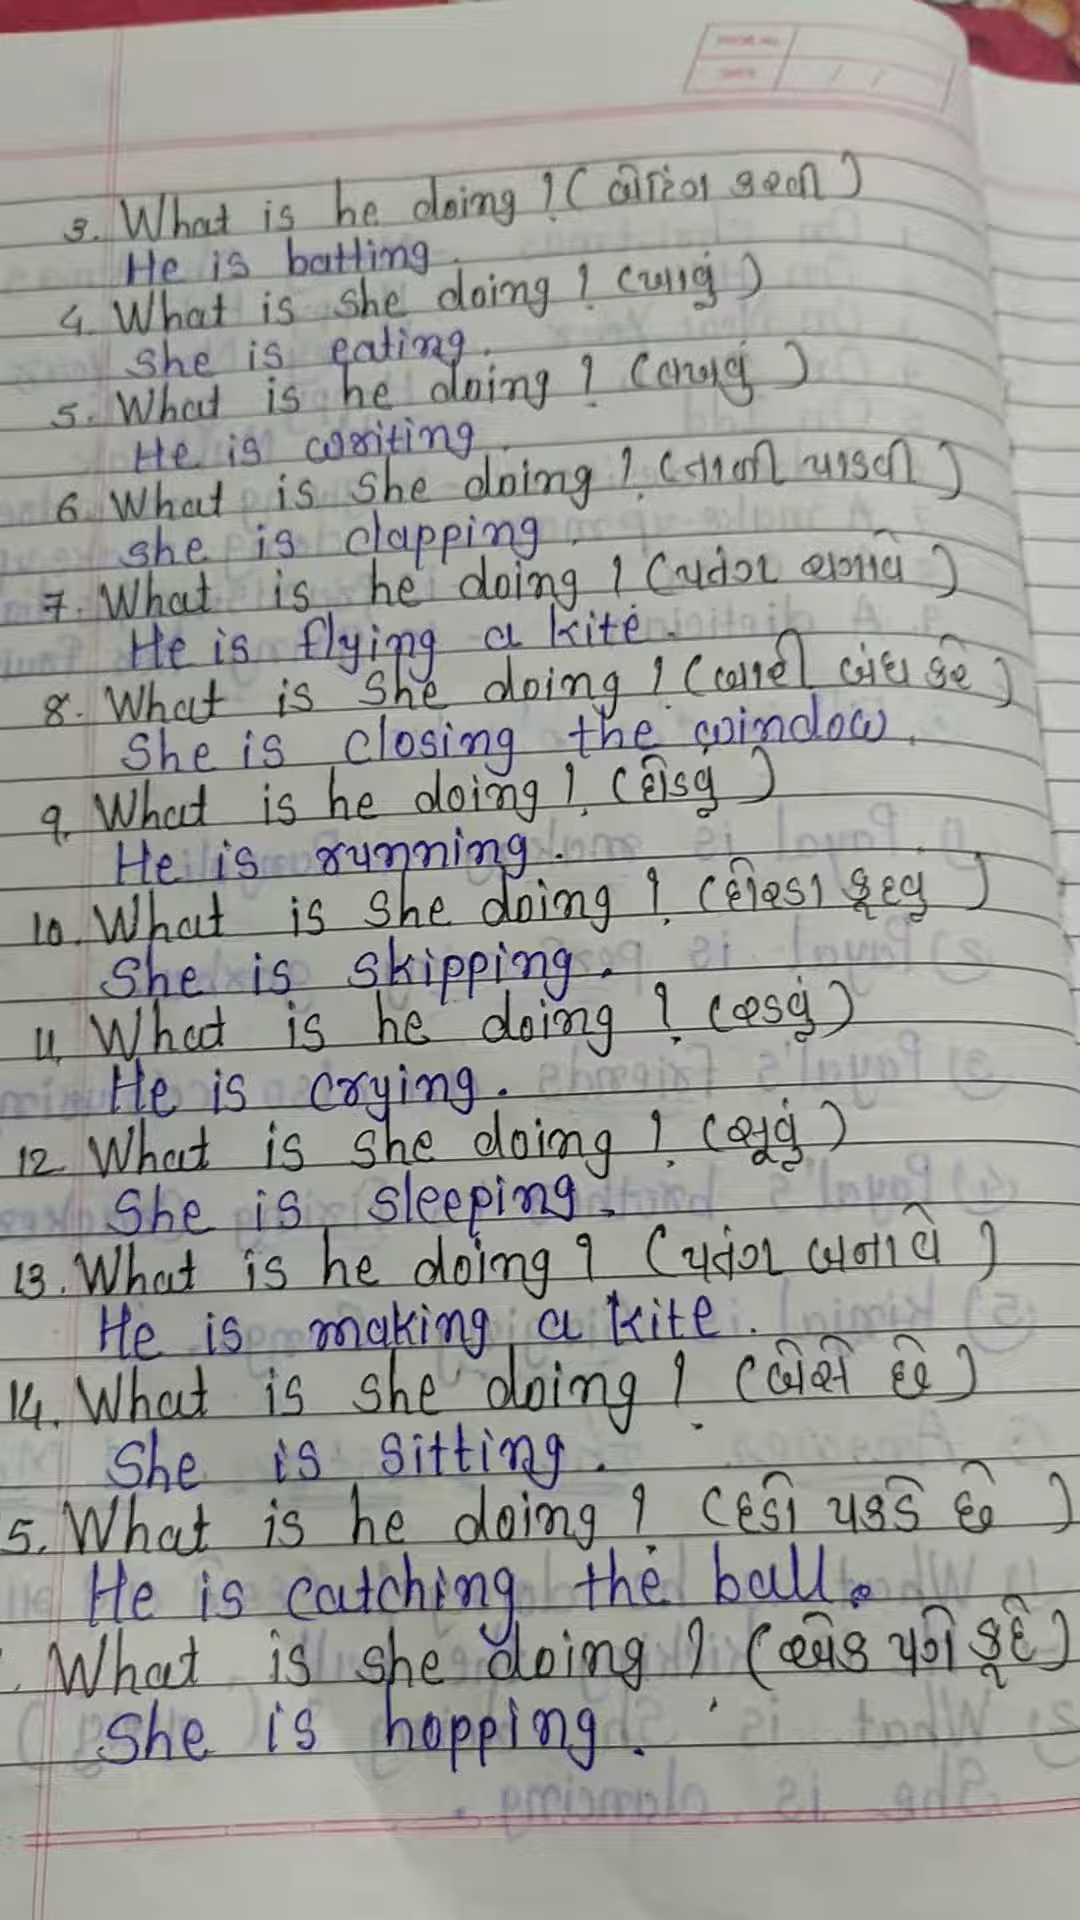 3. What is he doing ? (બેટિંગ કરવી)
He is batting.
4. What is she doing ? (ખાવું)
She is eating.
5. What is he doing ? (લખવું)
He is writing.
6. What is she doing ? (તાળી પાડવી)
She is clapping.
7. What is he doing ? (પતંગ ચગાવે)
He is flying a kite.
8. What is she doing ? (બારી બંધ કરે)
She is closing the window.
9. What is he doing ? (દોડવું)
He is running.
10. What is she doing ? (દોરડા કૂદવુ)
She is skipping.
11. What is he doing ? (રડવું)
He is crying.
12. What is she doing ? (સૂવું)
She is sleeping.
13. What is he doing ? (પતંગ બનાવે)
He is making a kite.
14. What is she doing ? (બેસે છે)
She is sitting.
5. What is he doing ? (દડો પકડે છે)
He is catching the ball.
. What is she doing ? (એક પગે કૂદે)
She is hopping.